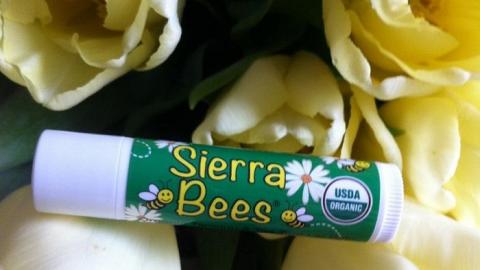 Sierra
Bees®
USDA
ORGANIC